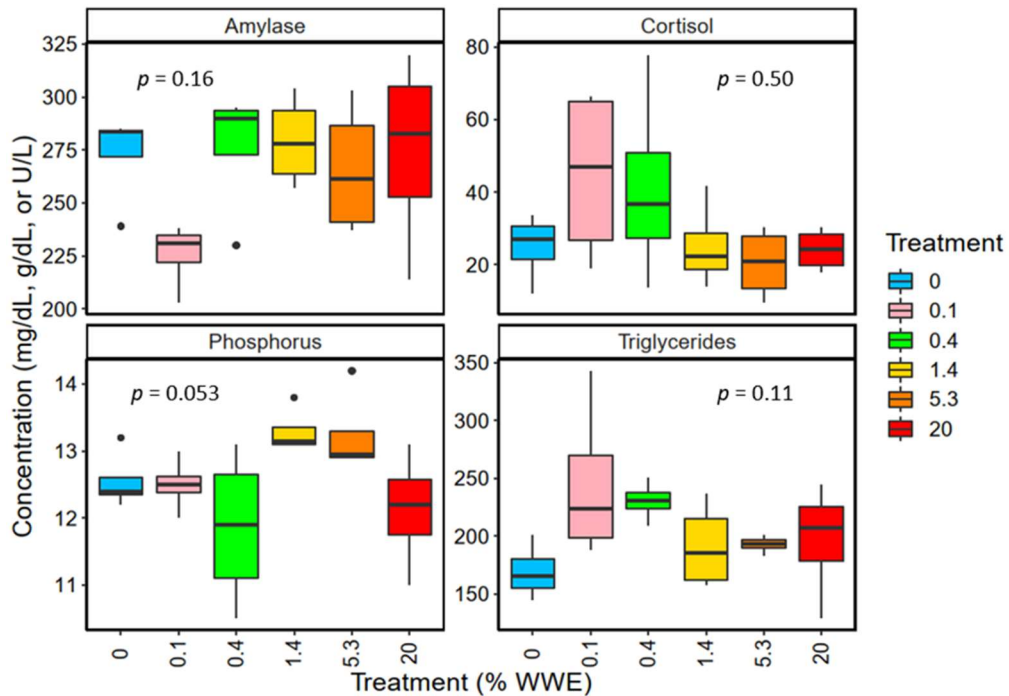 Amylase
Cortisol
325
300
275
250
225
200
p = 0.16
80
60
40
20
p = 0.50
Concentration (mg/dL, g/dL, or U/L)
Phosphorus
Triglycerides
14
13
12
11
p = 0.053
350
300
250
200
150
p = 0.11
0 0.1 0.4 1.4 5.3 20
0 0.1 0.4 1.4 5.3 20
Treatment (% WWE)
Treatment
0
0.1
0.4
1.4
5.3
20